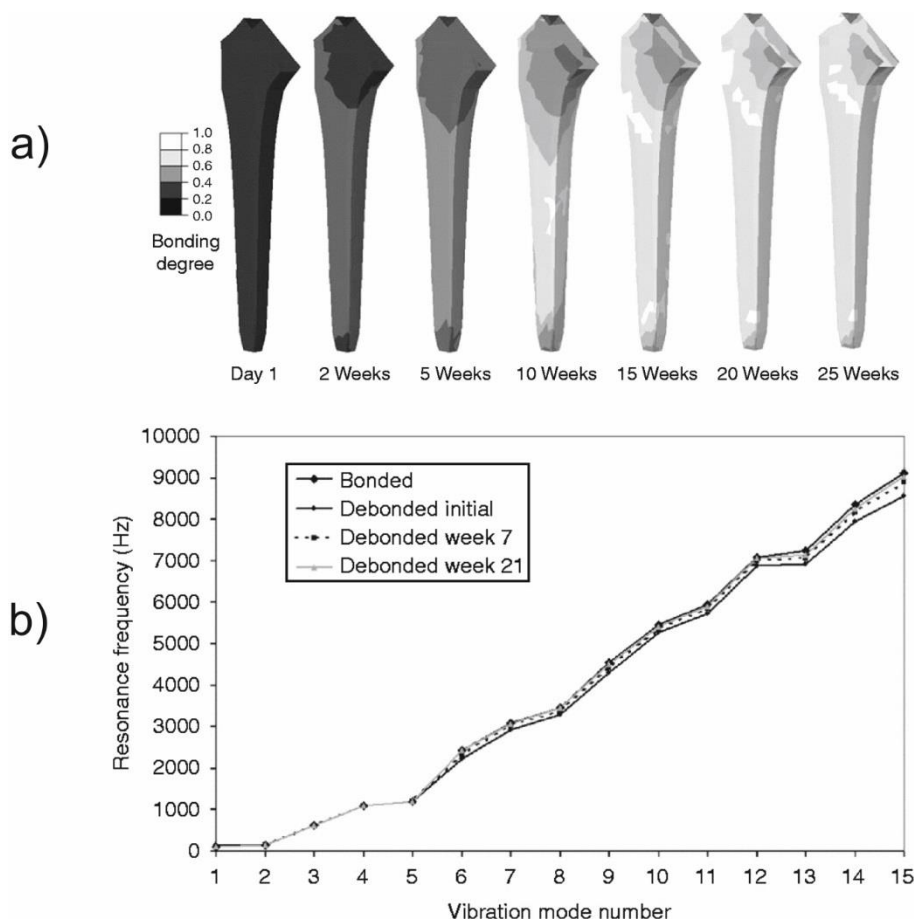 a)
1.0
0.8
0.6
0.4
0.2
0.0
Bonding
degree
Day 1
2 Weeks
5 Weeks
10 Weeks
15 Weeks
20 Weeks
25 Weeks
b)
Resonance frequency (Hz)
10000
9000
8000
7000
6000
5000
4000
3000
2000
1000
0
Bonded
Debonded initial
Debonded week 7
Debonded week 21
1 2 3 4 5 6 7 8 9 10 11 12 13 14 15
Vibration mode number